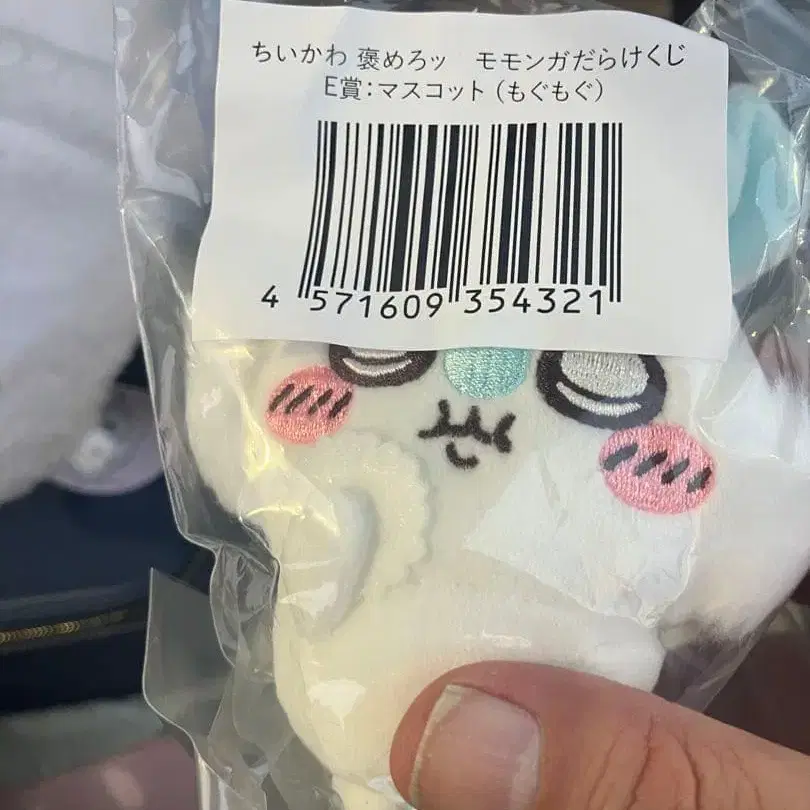 ちいかわ 褒めろッ　モモンガだらけくじ
E賞：マスコット（もぐもぐ）
4 571609 354321